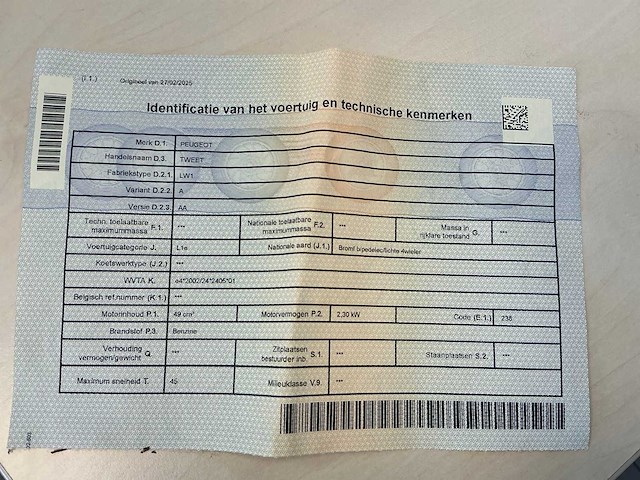 (I.1.) Origineel van 27/02/2025
Identificatie van het voertuig en technische kenmerken
Merk D.1. PEUGEOT
Handelsnaam D.3. TWEET
Fabriekstype D.2.1. LW1
Variant D.2.2. A
Versie D.2.3. AA
Techn. toelaatbare maximummassa F.1. *** Nationale toelaatbare maximummassa F.2. *** Massa in rijklare toestand G. ***
Voertuigcategorie J. L1e Nationale aard (J.1.) Bromf bipedelec/lichte 4wieler
Koetswerktype (J.2.) ***
WVTA K. e4*2002/24*2405*01
Belgisch ref.nummer (K.1.) ***
Motorinhoud P.1. 49 cm³ Motorvermogen P.2. 2,30 kW Code (E.1.) 238
Brandstof P.3. Benzine
Verhouding vermogen/gewicht Q. *** Zitplaatsen bestuurder inb. S.1. *** Staanplaatsen S.2. ***
Maximum snelheid T. 45 Milieuklasse V.9. ***